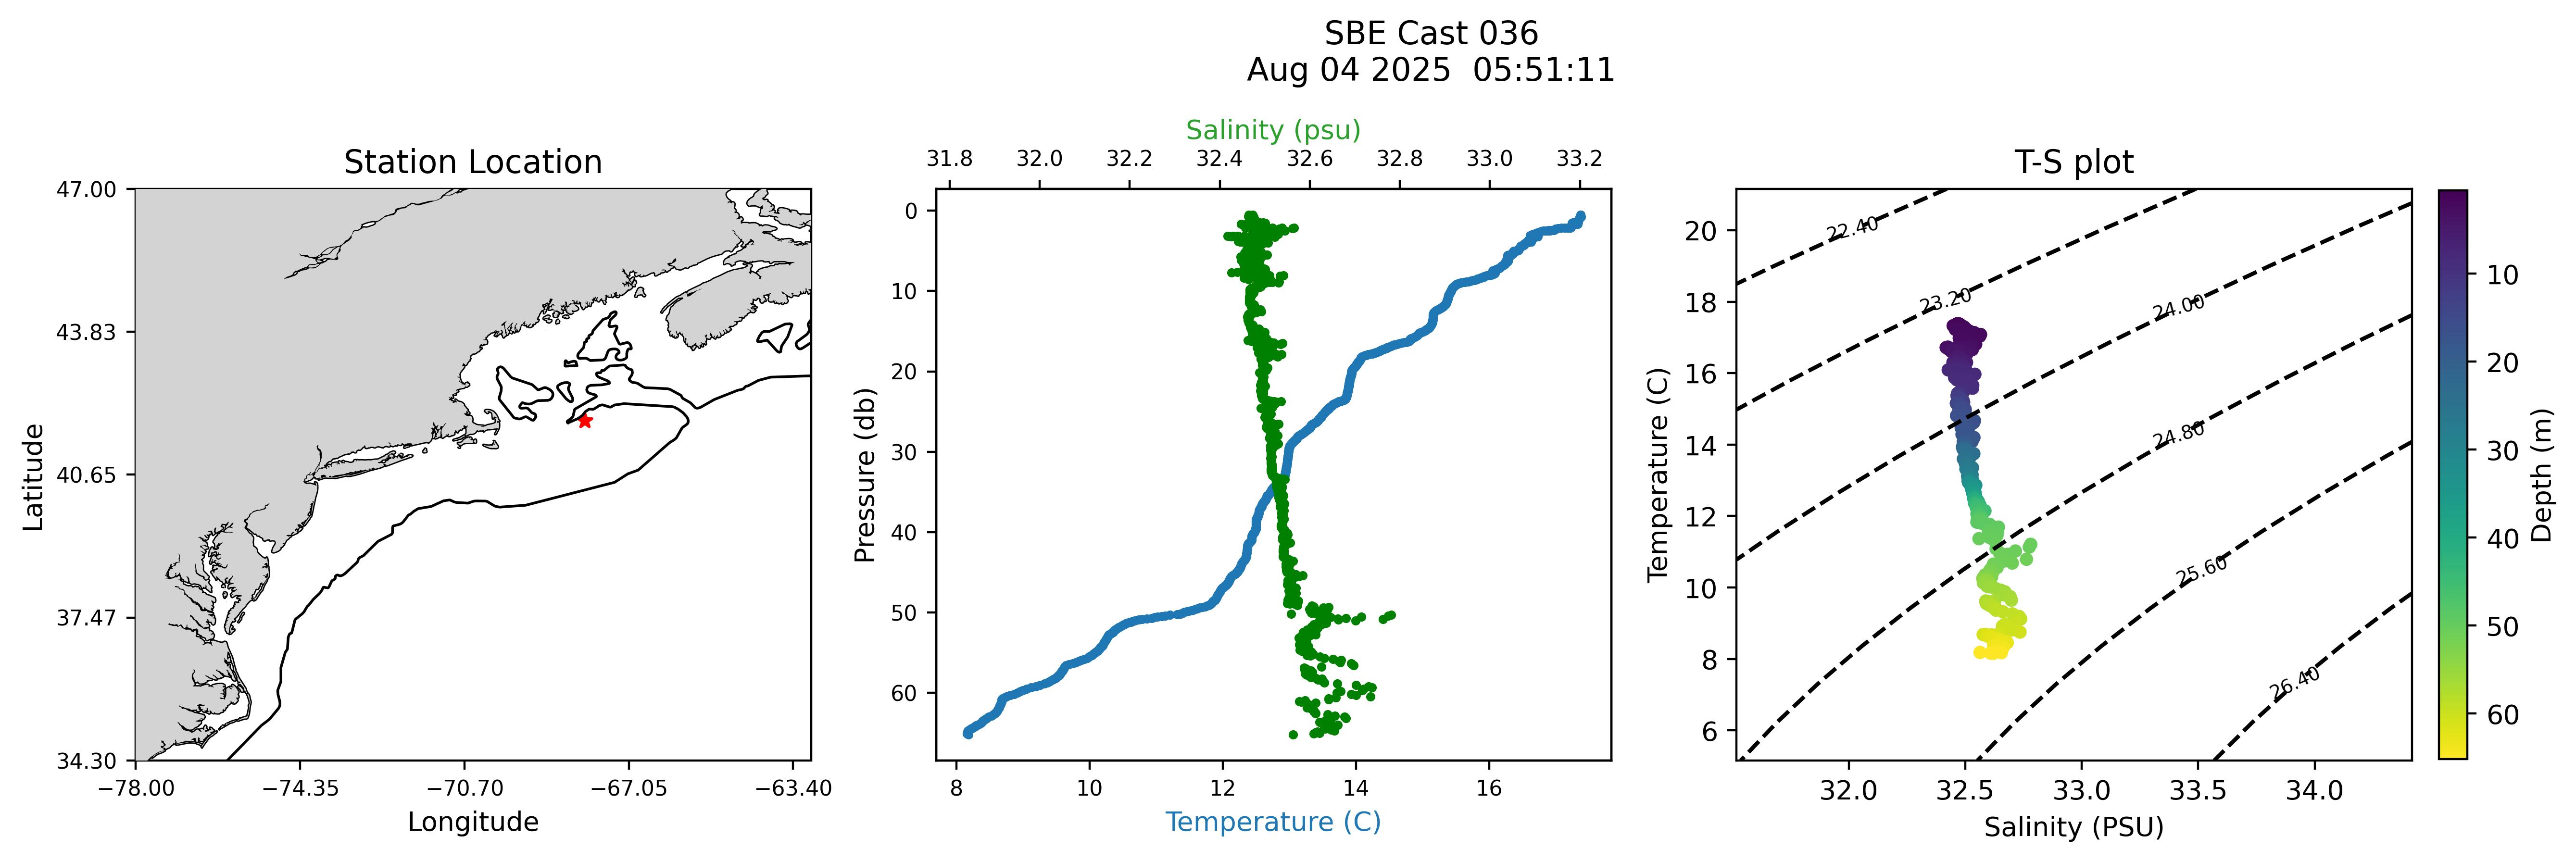 SBE Cast 036
Aug 04 2025  05:51:11
Station Location
47.00
43.83
40.65
37.47
34.30
−78.00 −74.35 −70.70 −67.05 −63.40
Latitude
Longitude
Salinity (psu)
31.8 32.0 32.2 32.4 32.6 32.8 33.0 33.2
0
10
20
30
40
50
60
Pressure (db)
8 10 12 14 16
Temperature (C)
T-S plot
20
18
16
14
12
10
8
6
Temperature (C)
22.40
23.20
24.00
24.80
25.60
26.40
32.0 32.5 33.0 33.5 34.0
Salinity (PSU)
10
20
30
40
50
60
Depth (m)